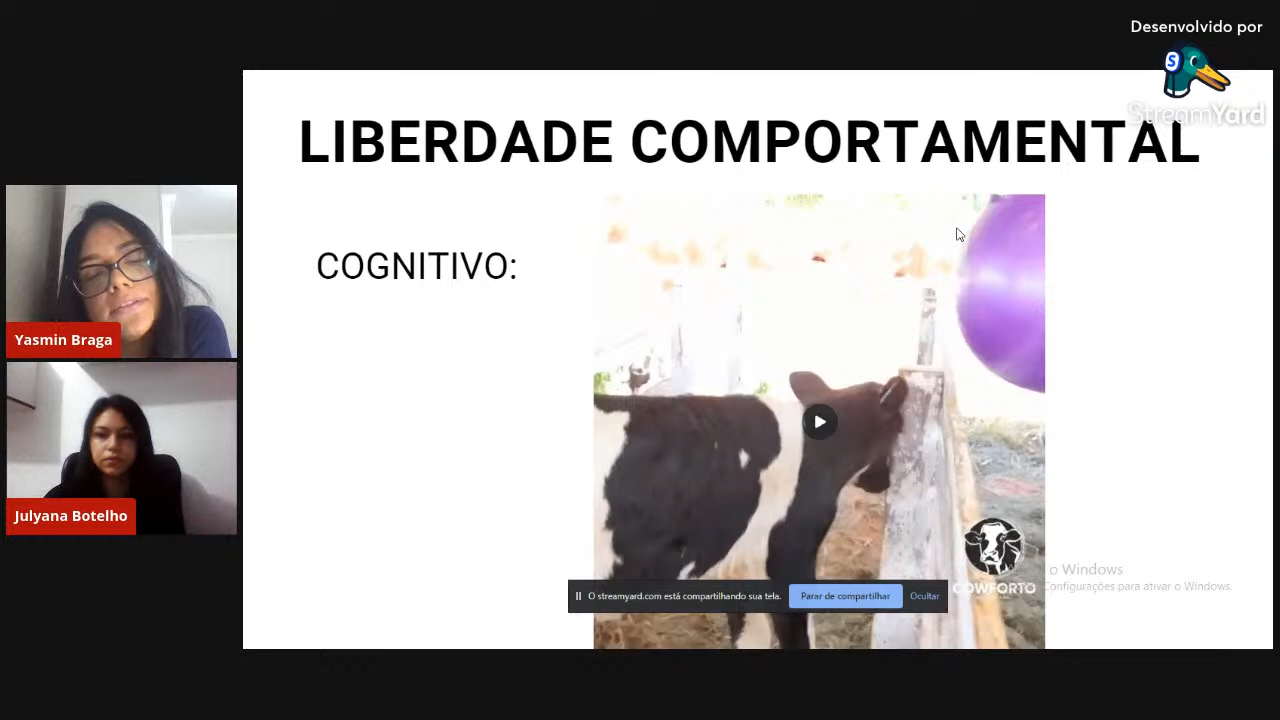 Desenvolvido por
StreamYard
LIBERDADE COMPORTAMENTAL
COGNITIVO:
Yasmin Braga
Julyana Botelho
COWFORTO
o Windows
Configurações para ativar o Windows.
O streamyard.com está compartilhando sua tela.
Parar de compartilhar
Ocultar